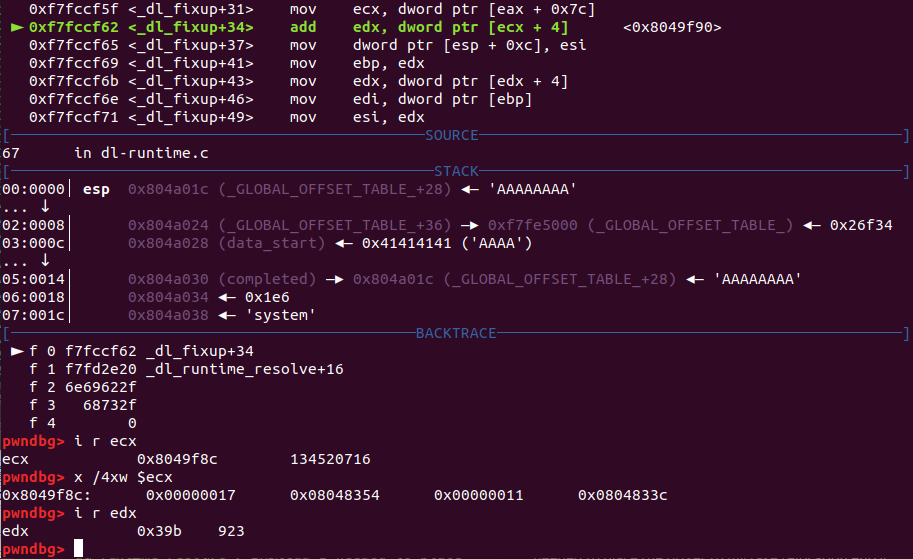 0xf7fccf5f <_dl_fixup+31> mov ecx, dword ptr [eax + 0x7c]
► 0xf7fccf62 <_dl_fixup+34> add edx, dword ptr [ecx + 4] <0x8049f90>
0xf7fccf65 <_dl_fixup+37> mov dword ptr [esp + 0xc], esi
0xf7fccf69 <_dl_fixup+41> mov ebp, edx
0xf7fccf6b <_dl_fixup+43> mov edx, dword ptr [edx + 4]
0xf7fccf6e <_dl_fixup+46> mov edi, dword ptr [ebp]
0xf7fccf71 <_dl_fixup+49> mov esi, edx
[─SOURCE─]
67 in dl-runtime.c
[─STACK─]
00:0000│ esp 0x804a01c (_GLOBAL_OFFSET_TABLE_+28) ◂— 'AAAAAAAA'
... ↓
02:0008│ 0x804a024 (_GLOBAL_OFFSET_TABLE_+36) —▸ 0xf7fe5000 (_GLOBAL_OFFSET_TABLE_) ◂— 0x26f34
03:000c│ 0x804a028 (data_start) ◂— 0x41414141 ('AAAA')
... ↓
05:0014│ 0x804a030 (completed) —▸ 0x804a01c (_GLOBAL_OFFSET_TABLE_+28) ◂— 'AAAAAAAA'
06:0018│ 0x804a034 ◂— 0x1e6
07:001c│ 0x804a038 ◂— 'system'
[─BACKTRACE─]
► f 0 f7fccf62 _dl_fixup+34
f 1 f7fd2e20 _dl_runtime_resolve+16
f 2 6e69622f
f 3 68732f
f 4 0
pwndbg> i r ecx
ecx 0x8049f8c 134520716
pwndbg> x /4xw $ecx
0x8049f8c: 0x00000017 0x08048354 0x00000011 0x0804833c
pwndbg> i r edx
edx 0x39b 923
pwndbg>